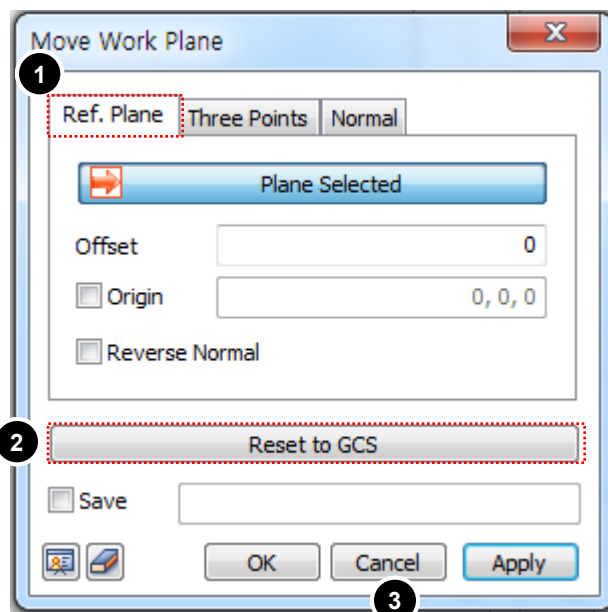 Move Work Plane
1
Ref. Plane Three Points Normal
Plane Selected
Offset 0
Origin 0, 0, 0
Reverse Normal
2 Reset to GCS
Save
OK Cancel Apply
3